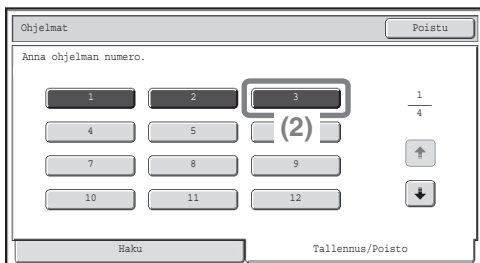 Ohjelmat Poistu
Anna ohjelman numero.
1 2 3
1
4
4 5 (2)
7 8 9
10 11 12
Haku Tallennus/Poisto